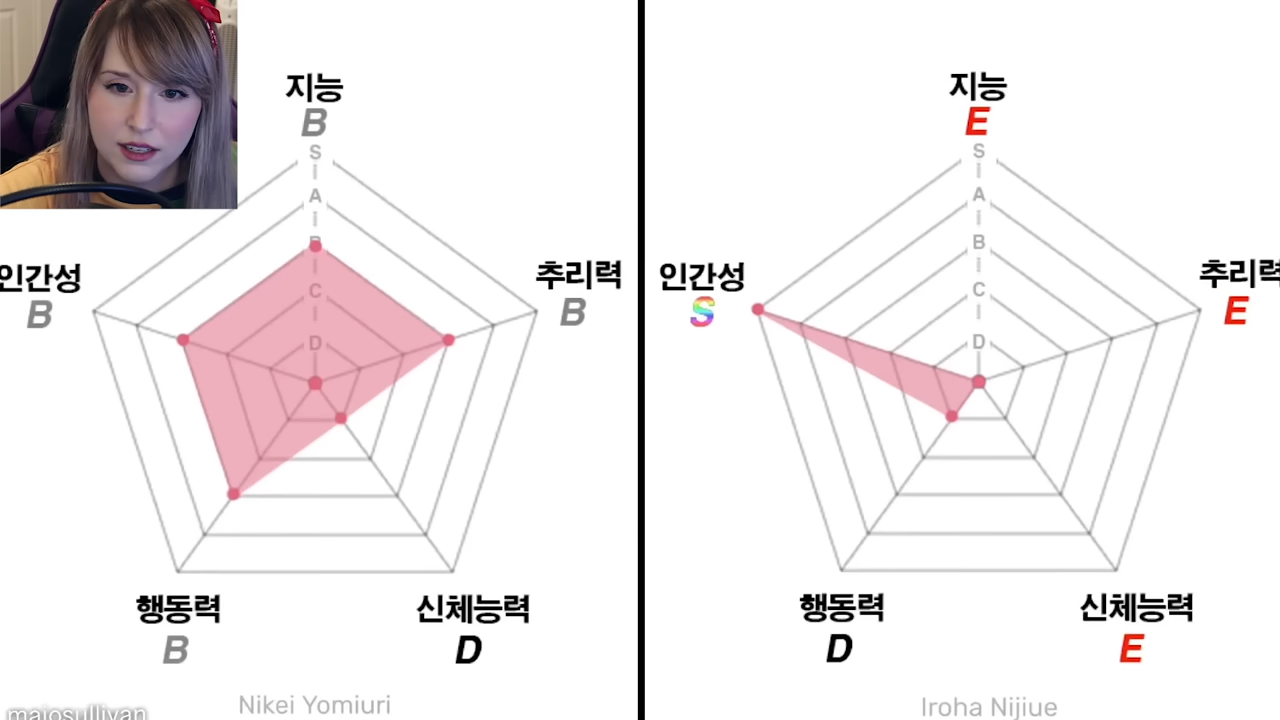 지능
B
S
A
B
C
D
인간성
B
추리력
B
행동력
B
신체능력
D
Nikei Yomiuri
majosullivan
지능
E
S
A
B
C
D
인간성
S
추리력
E
행동력
D
신체능력
E
Iroha Nijiue